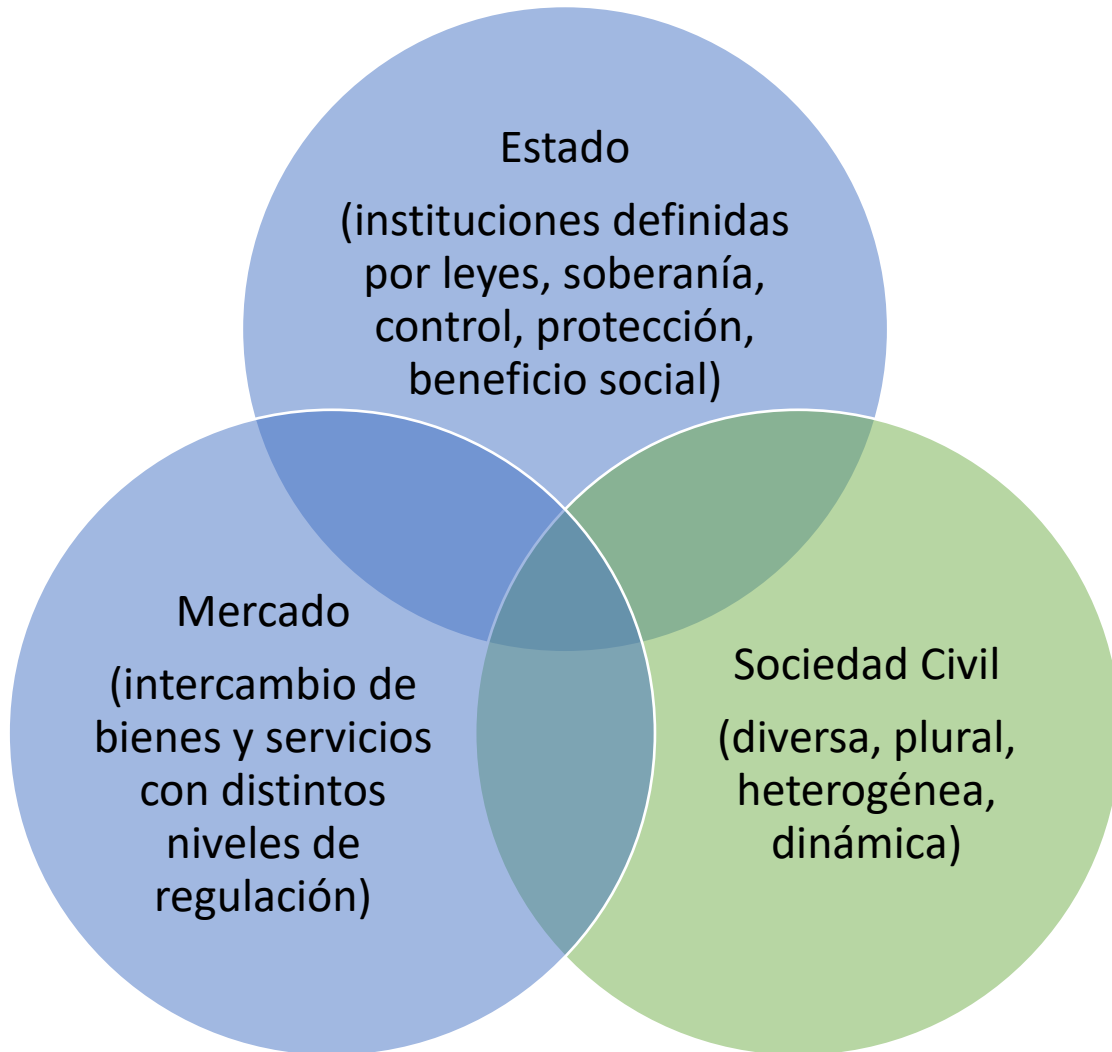 Estado
(instituciones definidas
por leyes, soberanía,
control, protección,
beneficio social)
Mercado
(intercambio de
bienes y servicios
con distintos
niveles de
regulación)
Sociedad Civil
(diversa, plural,
heterogénea,
dinámica)